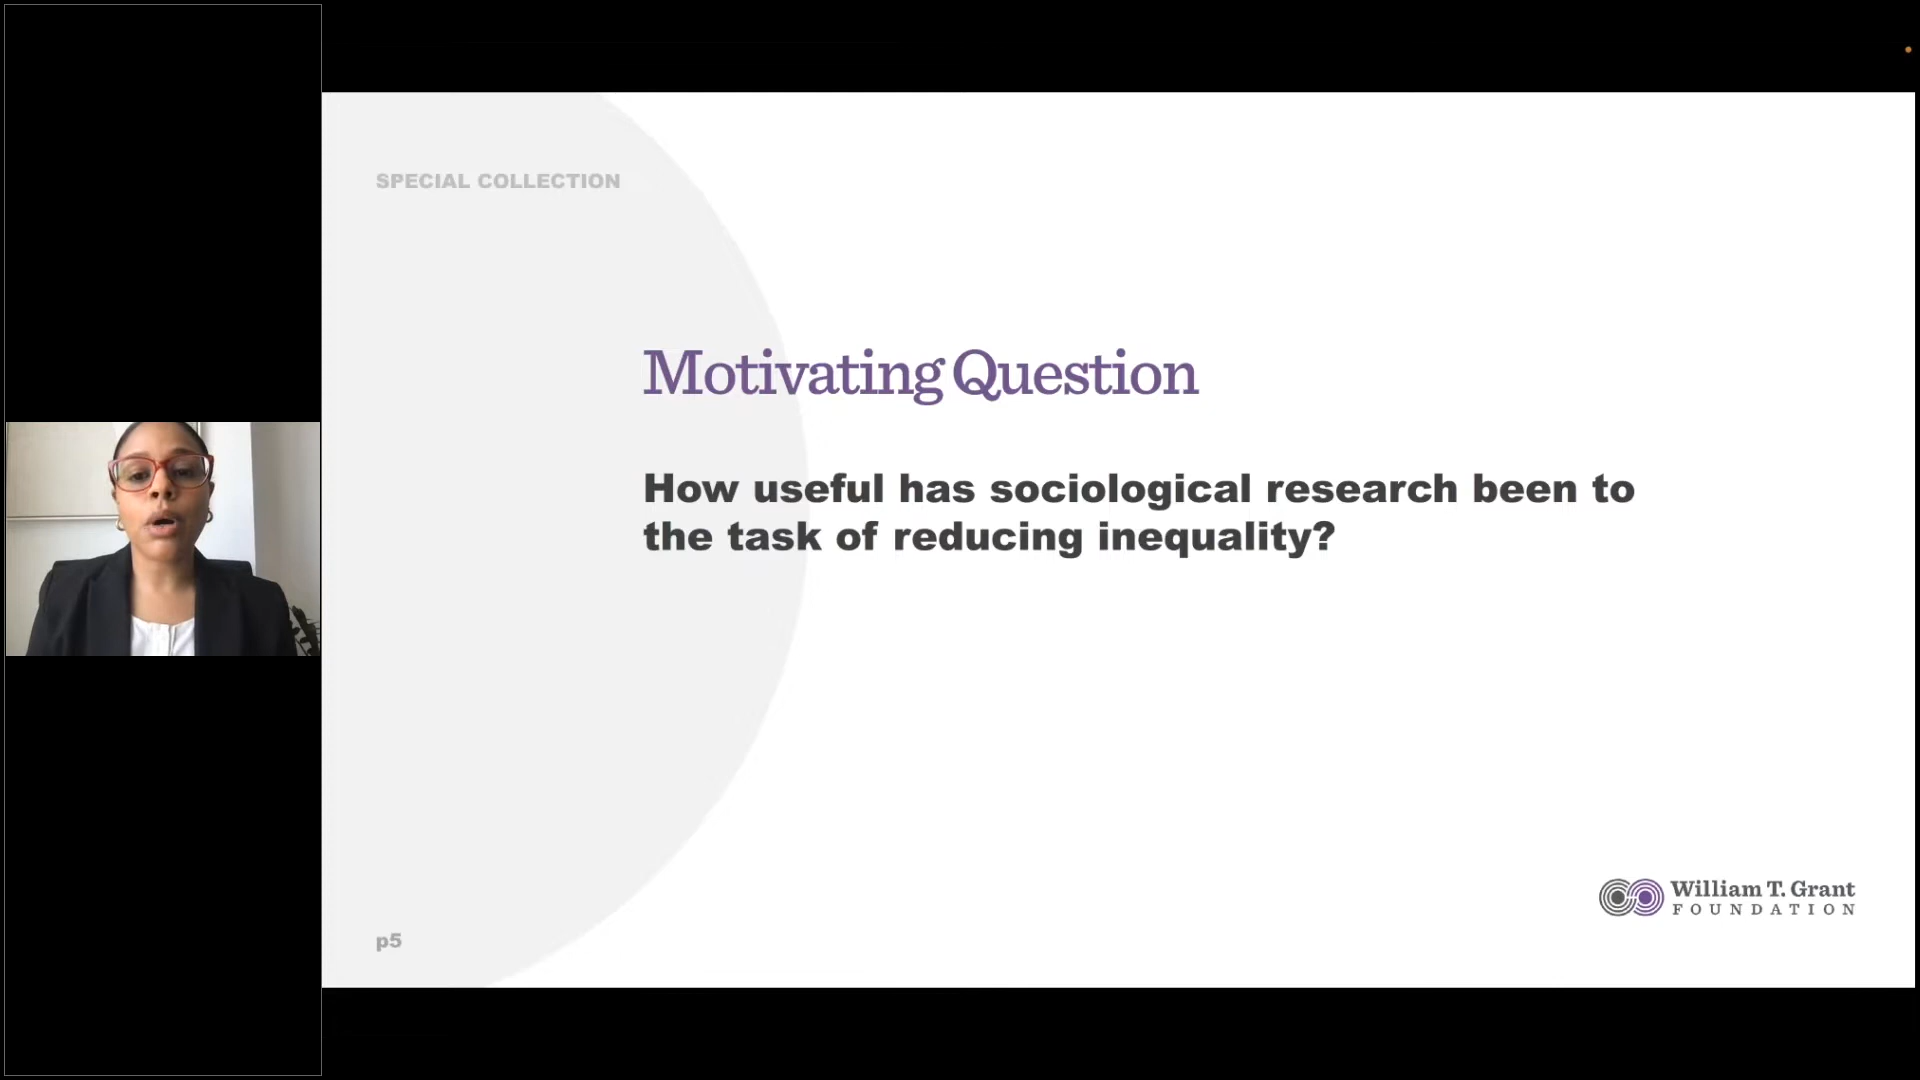 SPECIAL COLLECTION
Motivating Question
How useful has sociological research been to
the task of reducing inequality?
William T. Grant
FOUNDATION
p5